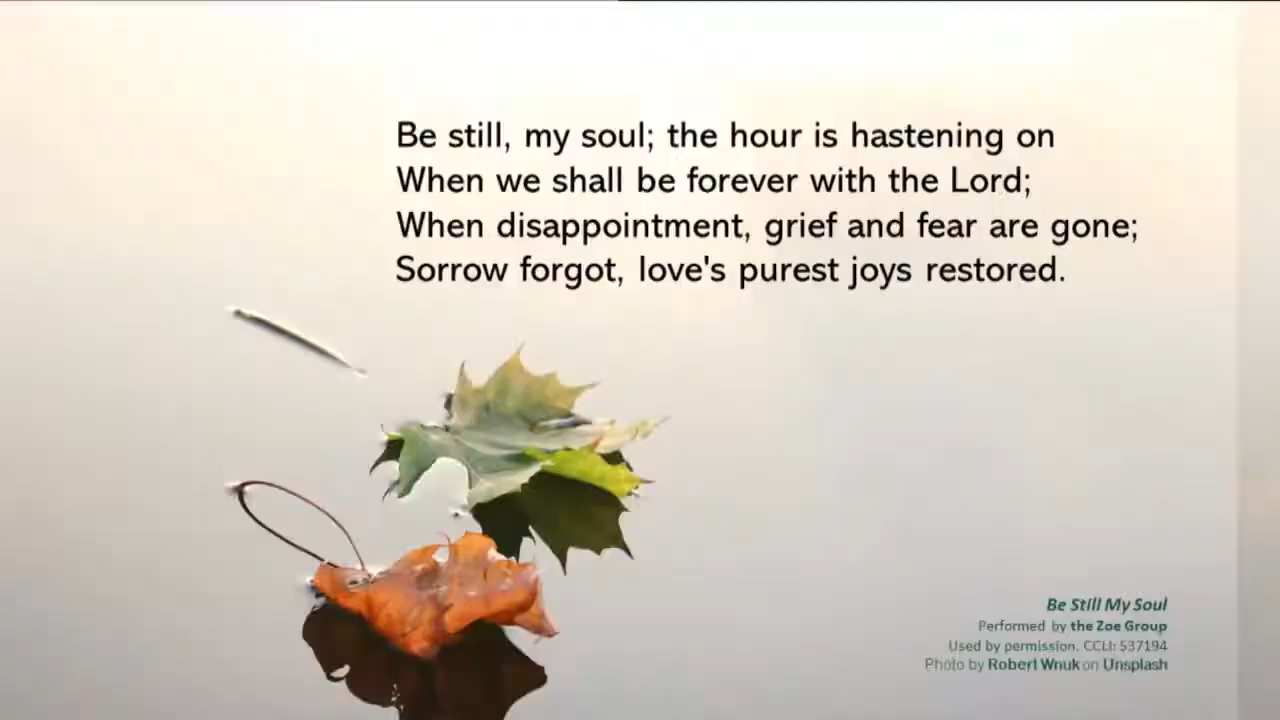 Be still, my soul; the hour is hastening on
When we shall be forever with the Lord;
When disappointment, grief and fear are gone;
Sorrow forgot, love's purest joys restored.
Be Still My Soul
Performed by the Zoe Group
Used by permission. CCLI: 537194
Photo by Robert Wnuk on Unsplash